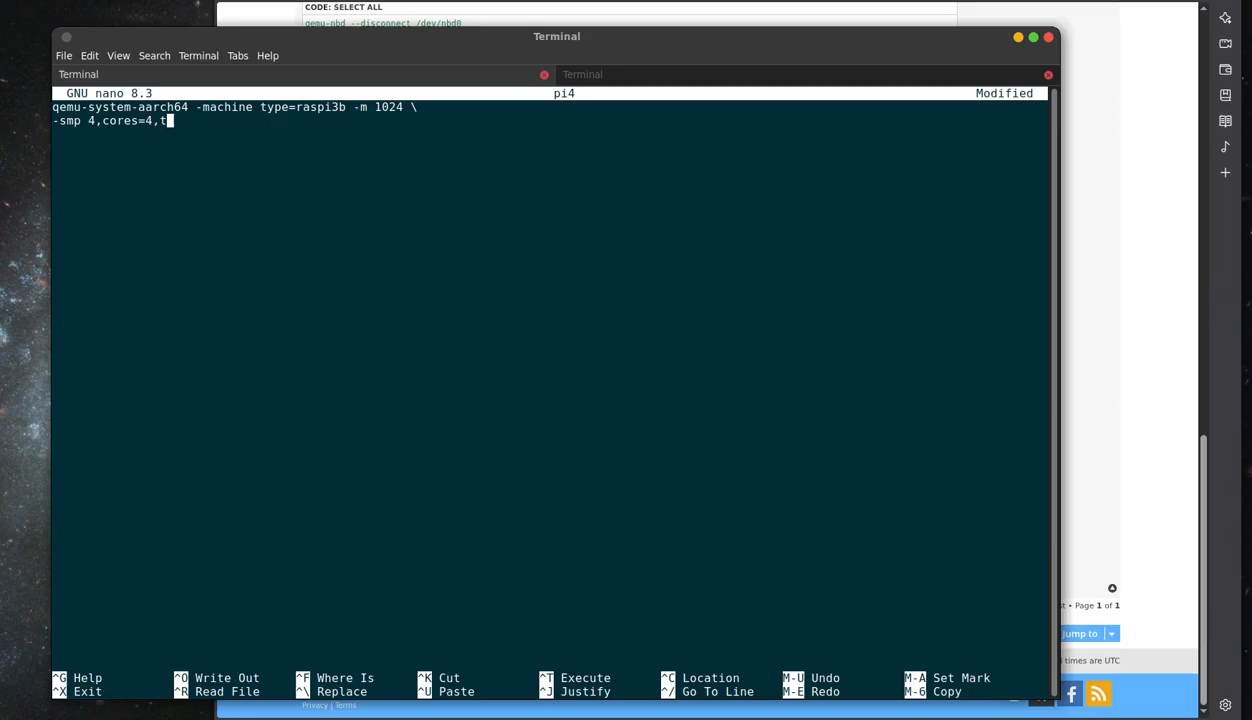 CODE: SELECT ALL
qemu-nbd --disconnect /dev/nbd0
Terminal
File Edit View Search Terminal Tabs Help
Terminal
Terminal
GNU nano 8.3 pi4 Modified
qemu-system-aarch64 -machine type=raspi3b -m 1024 \
-smp 4,cores=4,t
^G Help ^O Write Out ^F Where Is ^K Cut ^T Execute ^C Location M-U Undo M-A Set Mark
^X Exit ^R Read File ^\ Replace ^U Paste ^J Justify ^/ Go To Line M-E Redo M-6 Copy
• Page 1 of 1
Jump to
times are UTC
Privacy | Terms